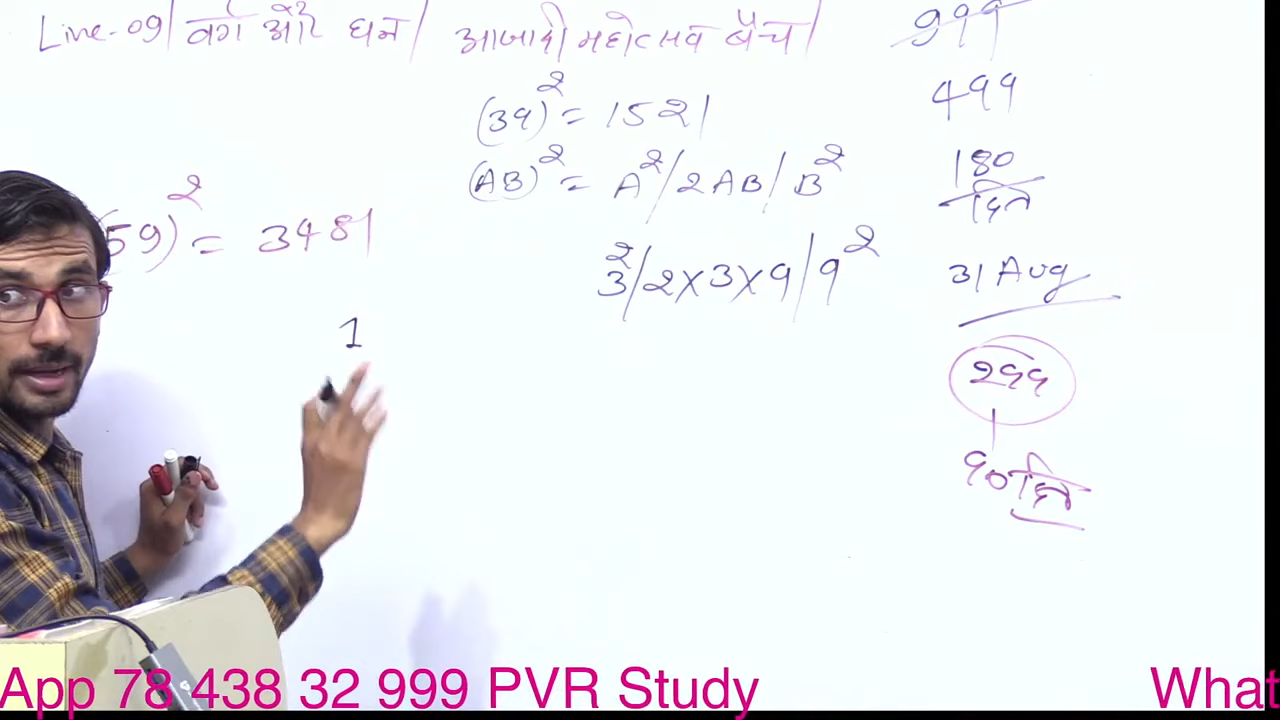 Live-09/ वर्ग और घन/ आजादी महोत्सव बैच/
(39)² = 1521
(AB)² = A²/2AB/B²
3²/2×3×9/9²
59)² = 3481
1
999
499
180
दिन
31 Aug
299
90 दिन
App 78 438 32 999 PVR Study
What